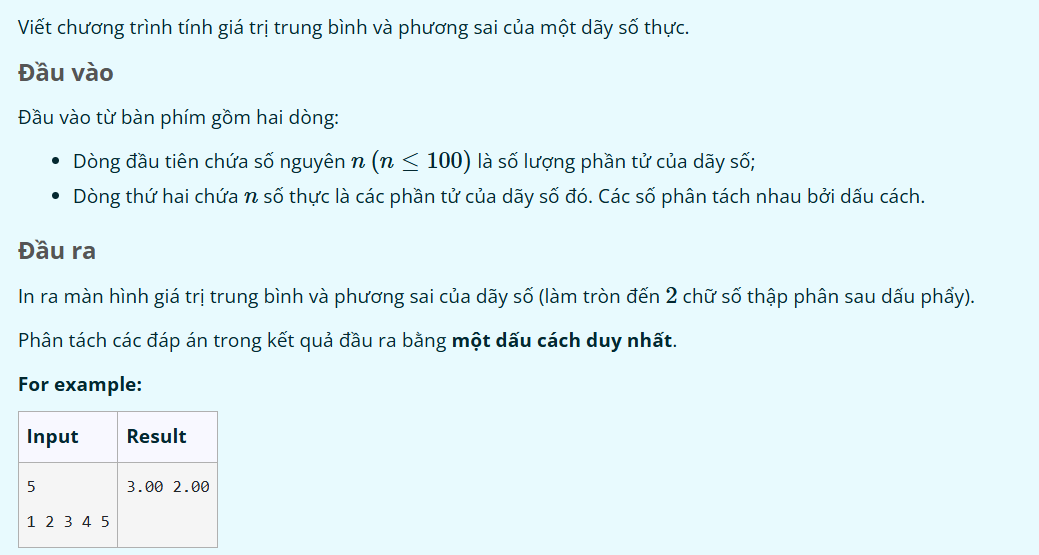 Viết chương trình tính giá trị trung bình và phương sai của một dãy số thực.
Đầu vào
Đầu vào từ bàn phím gồm hai dòng:
• Dòng đầu tiên chứa số nguyên n (n ≤ 100) là số lượng phần tử của dãy số;
• Dòng thứ hai chứa n số thực là các phần tử của dãy số đó. Các số phân tách nhau bởi dấu cách.
Đầu ra
In ra màn hình giá trị trung bình và phương sai của dãy số (làm tròn đến 2 chữ số thập phân sau dấu phẩy).
Phân tách các đáp án trong kết quả đầu ra bằng một dấu cách duy nhất.
For example:
Input Result
5 3.00 2.00
1 2 3 4 5